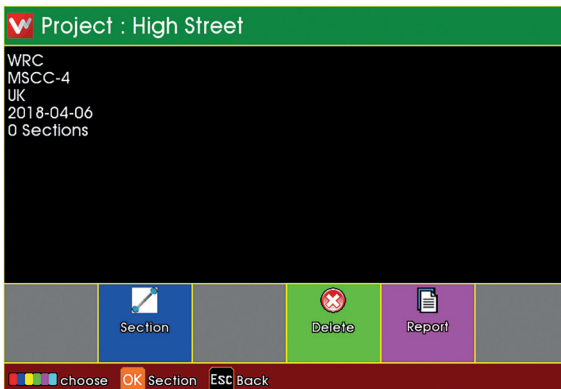 Project : High Street
WRC
MSCC-4
UK
2018-04-06
0 Sections
Section
Delete
Report
choose OK Section ESC Back